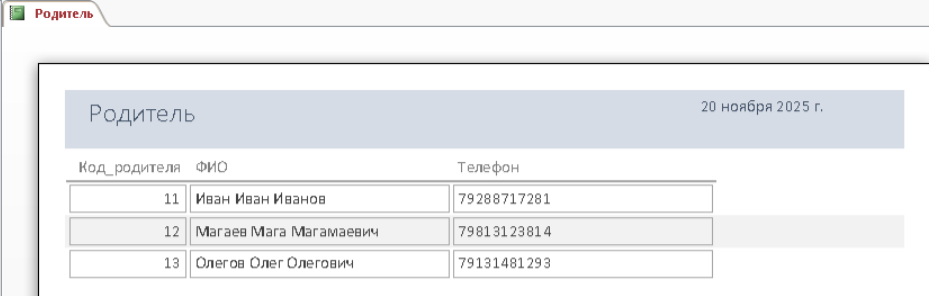 Родитель
Родитель 20 ноября 2025 г.
Код_родителя ФИО Телефон
11 Иван Иван Иванов 79288717281
12 Магаев Мага Магамаевич 79813123814
13 Олегов Олег Олегович 79131481293